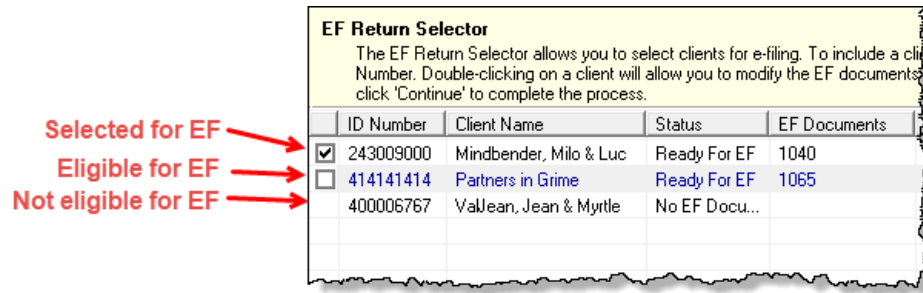 EF Return Selector
The EF Return Selector allows you to select clients for e-filing. To include a
Number. Double-clicking on a client will allow you to modify the EF documents
click 'Continue' to complete the process.
ID Number Client Name Status EF Documents
Selected for EF
243009000 Mindbender, Milo & Luc Ready For EF 1040
Eligible for EF
414141414 Partners in Grime Ready For EF 1065
Not eligible for EF
400006767 ValJean, Jean & Myrtle No EF Docu...